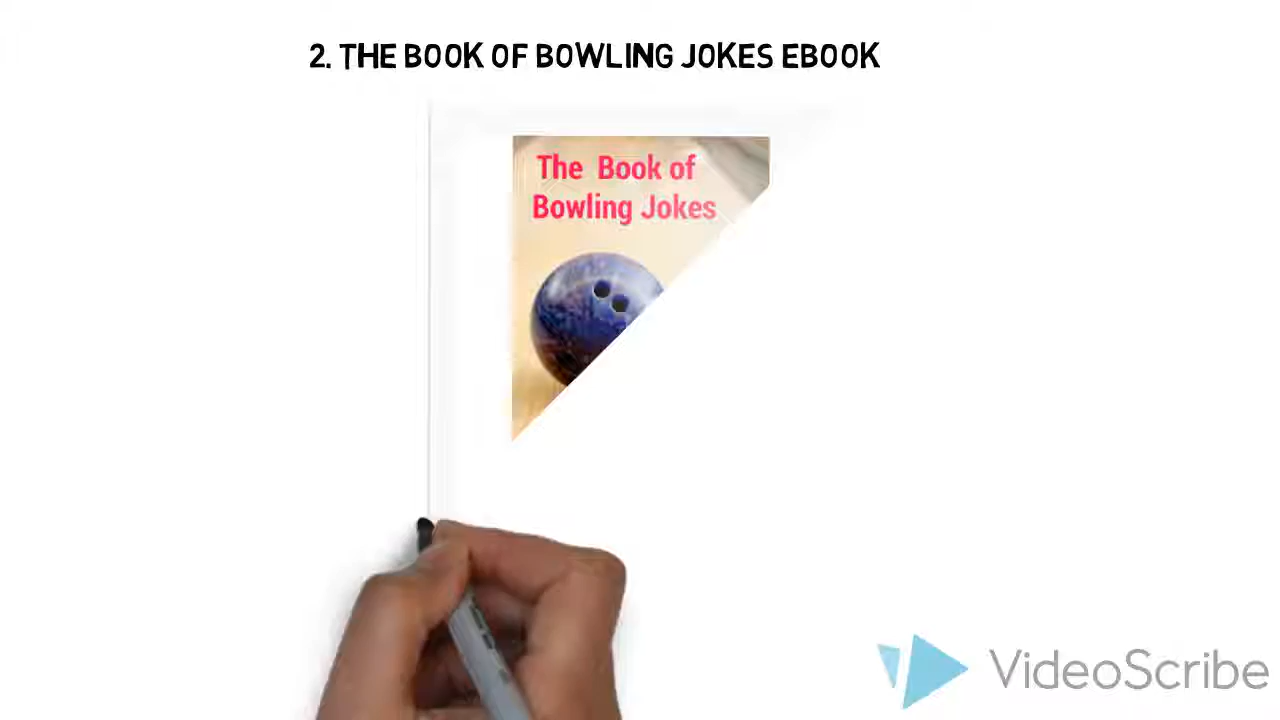 2. THE BOOK OF BOWLING JOKES EBOOK
The Book of
Bowling Jokes
VideoScribe